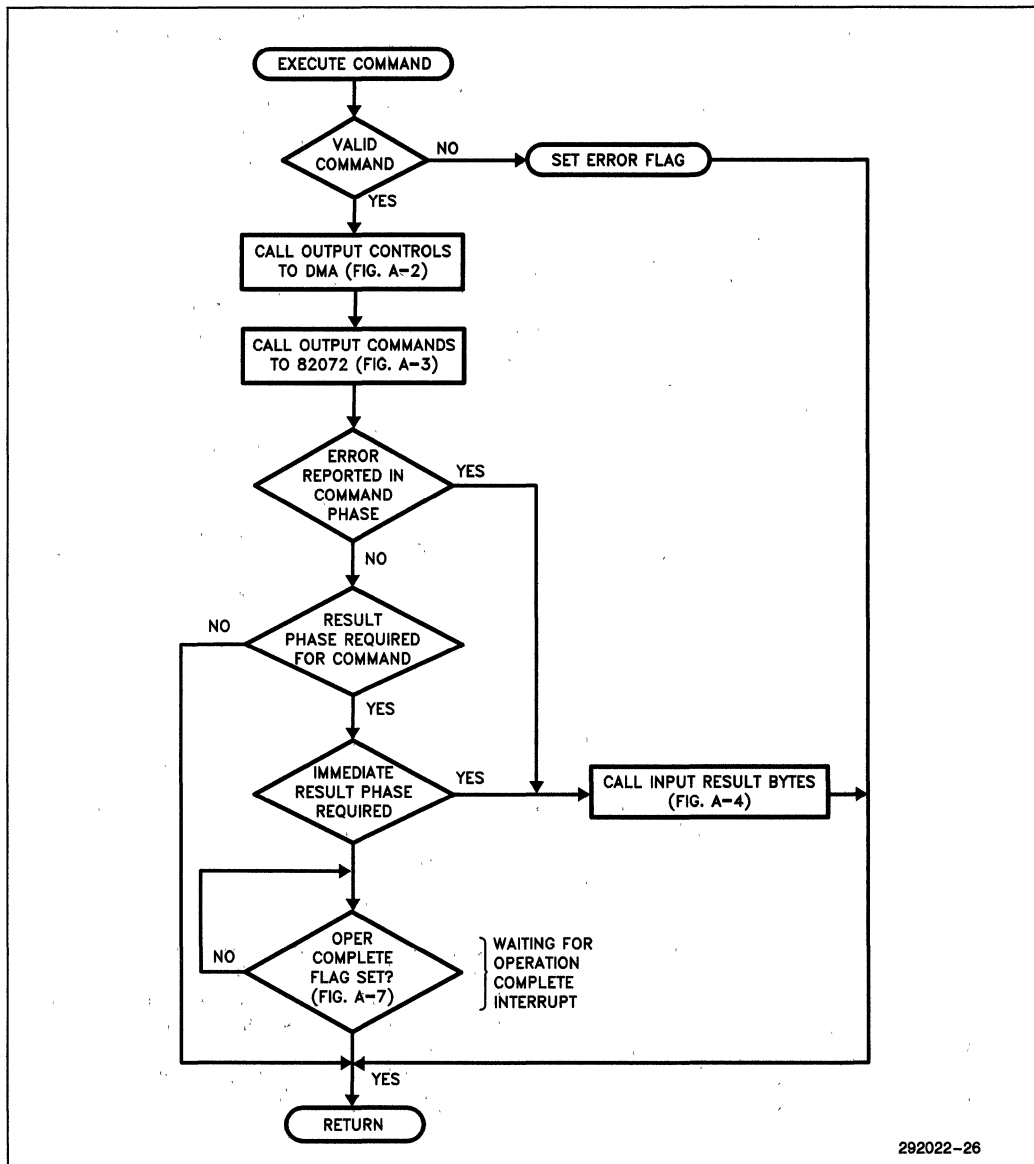 EXECUTE COMMAND
VALID
COMMAND
NO
SET ERROR FLAG
YES
CALL OUTPUT CONTROLS
TO DMA (FIG. A-2)
CALL OUTPUT COMMANDS
TO 82072 (FIG. A-3)
ERROR
REPORTED IN
COMMAND
PHASE
YES
NO
RESULT
PHASE REQUIRED
FOR COMMAND
NO
YES
IMMEDIATE
RESULT PHASE
REQUIRED
YES
CALL INPUT RESULT BYTES
(FIG. A-4)
OPER
COMPLETE
FLAG SET?
(FIG. A-7)
NO
WAITING FOR
OPERATION
COMPLETE
INTERRUPT
YES
RETURN
292022-26